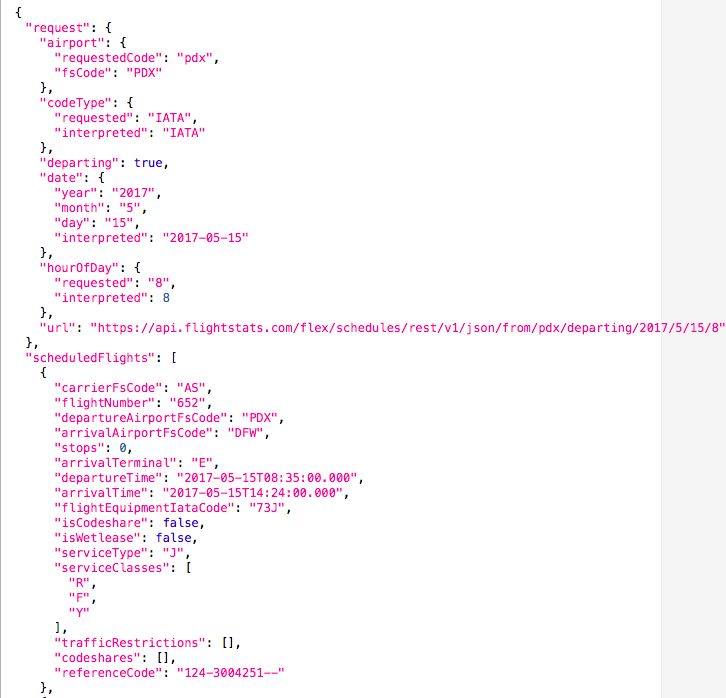 {
  "request": {
    "airport": {
      "requestedCode": "pdx",
      "fsCode": "PDX"
    },
    "codeType": {
      "requested": "IATA",
      "interpreted": "IATA"
    },
    "departing": true,
    "date": {
      "year": "2017",
      "month": "5",
      "day": "15",
      "interpreted": "2017-05-15"
    },
    "hourOfDay": {
      "requested": "8",
      "interpreted": 8
    },
    "url": "https://api.flightstats.com/flex/schedules/rest/v1/json/from/pdx/departing/2017/5/15/8"
  },
  "scheduledFlights": [
    {
      "carrierFsCode": "AS",
      "flightNumber": "652",
      "departureAirportFsCode": "PDX",
      "arrivalAirportFsCode": "DFW",
      "stops": 0,
      "arrivalTerminal": "E",
      "departureTime": "2017-05-15T08:35:00.000",
      "arrivalTime": "2017-05-15T14:24:00.000",
      "flightEquipmentIataCode": "73J",
      "isCodeshare": false,
      "isWetlease": false,
      "serviceType": "J",
      "serviceClasses": [
        "R",
        "F",
        "Y"
      ],
      "trafficRestrictions": [],
      "codeshares": [],
      "referenceCode": "124-3004251--"
    },